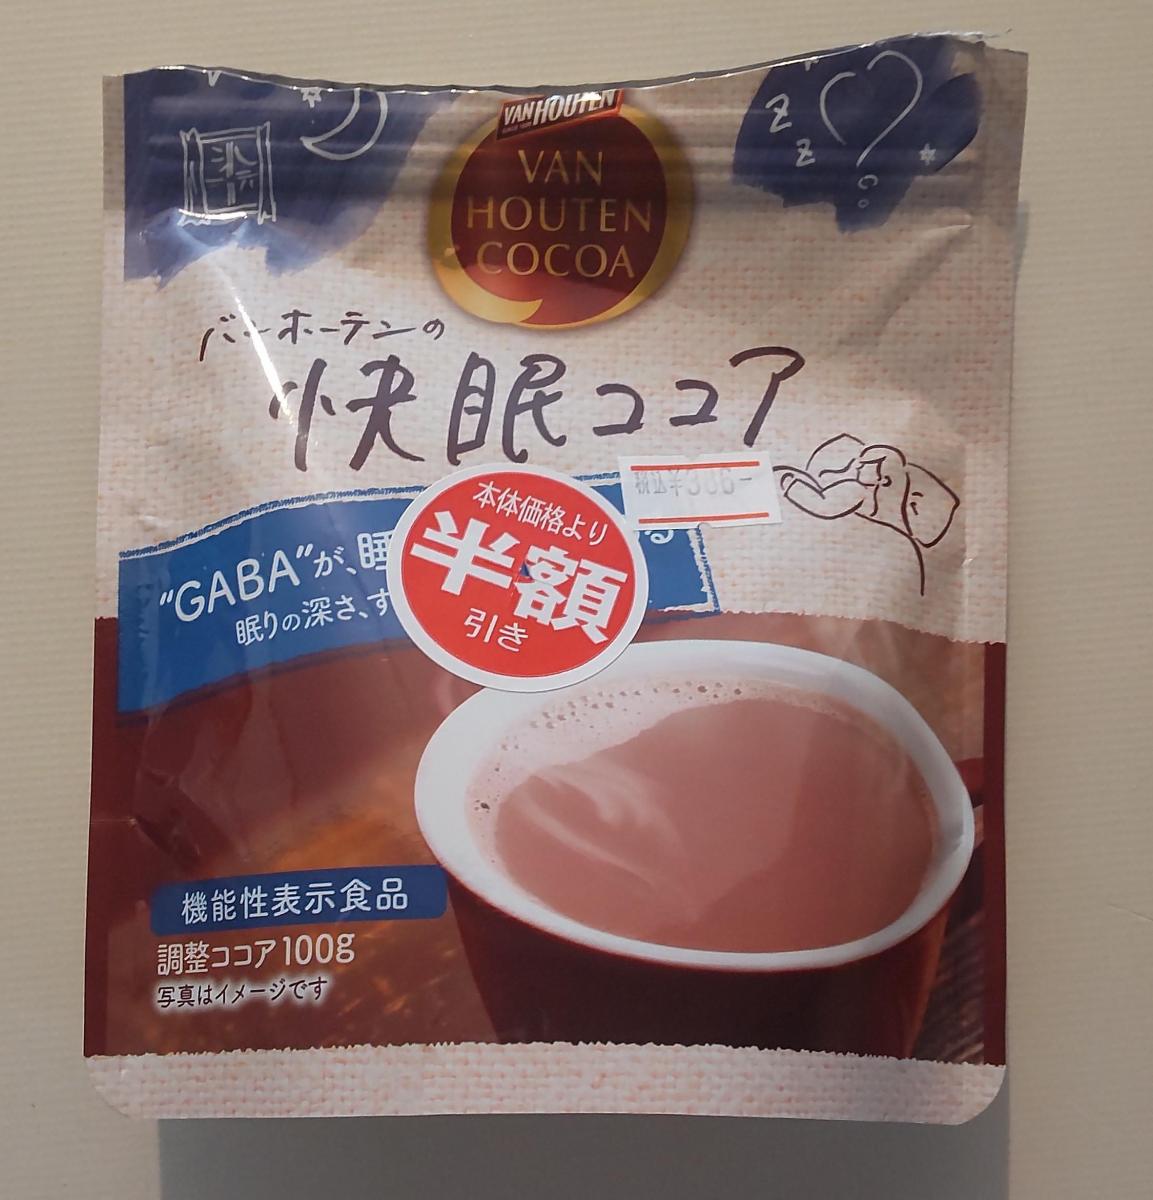 VAN HOUTEN
VAN
HOUTEN
COCOA
Z
Z
バンホーテンの
快眠ココア
税込¥
本体価格より
半額
引き
"GABA"が、睡
る
眠りの深さ、す
機能性表示食品
調整ココア100g
写真はイメージです